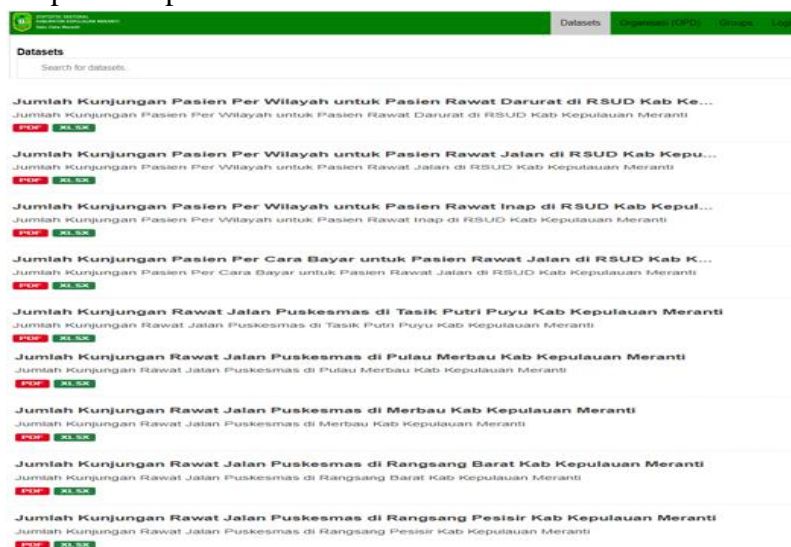 STATISTIK SEKTORAL
KABUPATEN KEPULAUAN MERANTI
Satu Data Meranti
Datasets Organisasi (OPD) Groups
Datasets
Search for datasets.
Jumlah Kunjungan Pasien Per Wilayah untuk Pasien Rawat Darurat di RSUD Kab Ke...
Jumlah Kunjungan Pasien Per Wilayah untuk Pasien Rawat Darurat di RSUD Kab Kepulauan Meranti
PDF XLSX
Jumlah Kunjungan Pasien Per Wilayah untuk Pasien Rawat Jalan di RSUD Kab Kepu...
Jumlah Kunjungan Pasien Per Wilayah untuk Pasien Rawat Jalan di RSUD Kab Kepulauan Meranti
PDF XLSX
Jumlah Kunjungan Pasien Per Wilayah untuk Pasien Rawat Inap di RSUD Kab Kepul...
Jumlah Kunjungan Pasien Per Wilayah untuk Pasien Rawat Inap di RSUD Kab Kepulauan Meranti
PDF XLSX
Jumlah Kunjungan Pasien Per Cara Bayar untuk Pasien Rawat Jalan di RSUD Kab K...
Jumlah Kunjungan Pasien Per Cara Bayar untuk Pasien Rawat Jalan di RSUD Kab Kepulauan Meranti
PDF XLSX
Jumlah Kunjungan Rawat Jalan Puskesmas di Tasik Putri Puyu Kab Kepulauan Meranti
Jumlah Kunjungan Rawat Jalan Puskesmas di Tasik Putri Puyu Kab Kepulauan Meranti
PDF XLSX
Jumlah Kunjungan Rawat Jalan Puskesmas di Pulau Merbau Kab Kepulauan Meranti
Jumlah Kunjungan Rawat Jalan Puskesmas di Pulau Merbau Kab Kepulauan Meranti
PDF XLSX
Jumlah Kunjungan Rawat Jalan Puskesmas di Merbau Kab Kepulauan Meranti
Jumlah Kunjungan Rawat Jalan Puskesmas di Merbau Kab Kepulauan Meranti
PDF XLSX
Jumlah Kunjungan Rawat Jalan Puskesmas di Rangsang Barat Kab Kepulauan Meranti
Jumlah Kunjungan Rawat Jalan Puskesmas di Rangsang Barat Kab Kepulauan Meranti
PDF XLSX
Jumlah Kunjungan Rawat Jalan Puskesmas di Rangsang Pesisir Kab Kepulauan Meranti
Jumlah Kunjungan Rawat Jalan Puskesmas di Rangsang Pesisir Kab Kepulauan Meranti
PDF XLSX